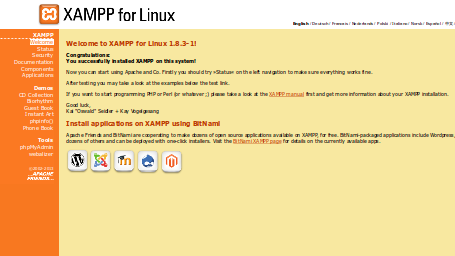 XAMPP for Linux
English / Deutsch / Francais / Nederlands / Polski / Italiano / Norsk / Español / 中文 /
XAMPP
Welcome
Status
Security
Documentation
Components
Applications
Demos
CD Collection
Biorhythm
Guest Book
Instant Art
phpinfo()
Phone Book
Tools
phpMyAdmin
webalizer
©2002-2013
...APACHE
FRIENDS...
Welcome to XAMPP for Linux 1.8.3-1!
Congratulations:
You successfully installed XAMPP on this system!
Now you can start using Apache and Co. Firstly you should try »Status« on the left navigation to make sure everything works fine.
After testing you may take a look at the examples below the test link.
If you want to start programming PHP or Perl (or whatever ;) please take a look at the XAMPP manual first and get more information about your XAMPP installation.
Good luck,
Kai "Oswald" Seidler + Kay Vogelgesang
Install applications on XAMPP using BitNami
Apache Friends and BitNami are cooperating to make dozens of open source applications available on XAMPP, for free. BitNami-packaged applications include Wordpress,
dozens of others and can be deployed with one-click installers. Visit the BitNami XAMPP page for details on the currently available apps.